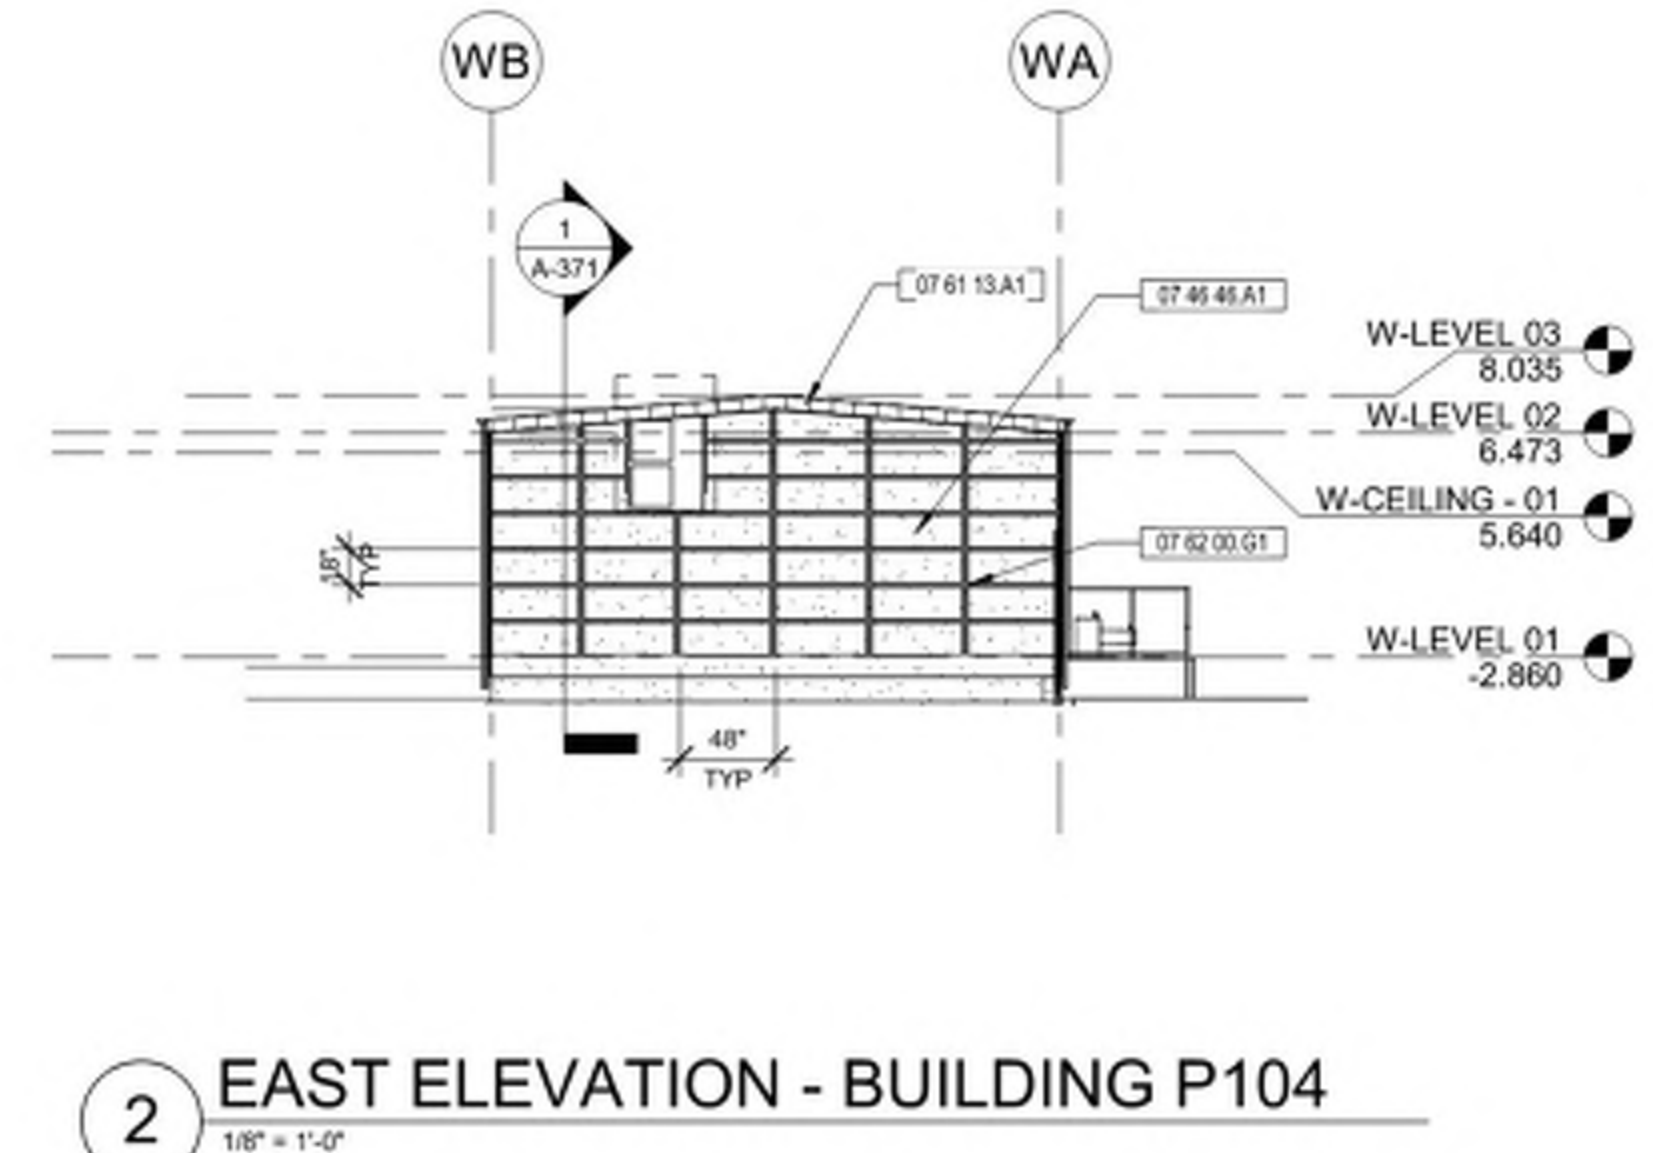 WB
WA
1
A-371
07 61 13.A1
07 46 46.A1
W-LEVEL 03
8.035
W-LEVEL 02
6.473
W-CEILING - 01
5.640
07 62 00.G1
18"
TYP
W-LEVEL 01
-2.860
48"
TYP
2
EAST ELEVATION - BUILDING P104
1/8" = 1'-0"